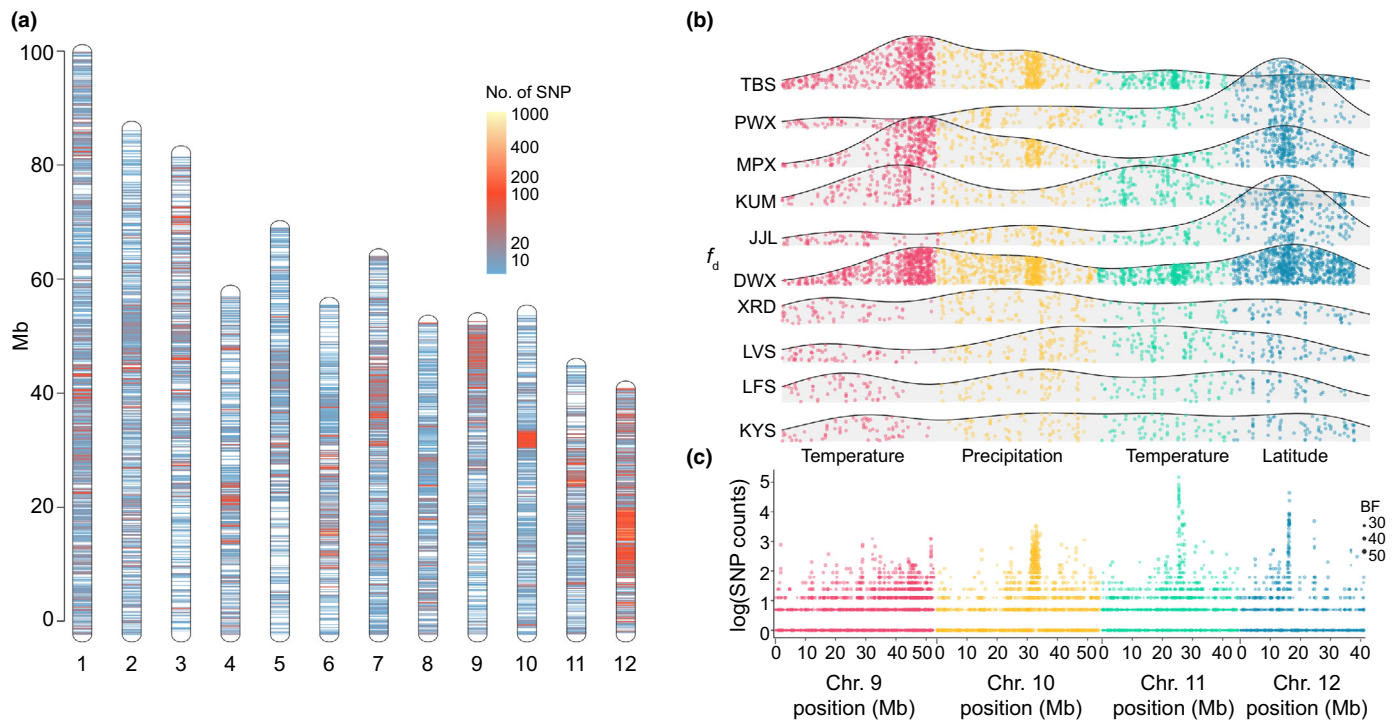 (a)
100
80
60
40
20
0
Mb
1 2 3 4 5 6 7 8 9 10 11 12
No. of SNP
1000
400
200
100
20
10
(b)
TBS
PWX
MPX
KUM
JJL
DWX
XRD
LVS
LFS
KYS
fd
Temperature Precipitation Temperature Latitude
(c)
log(SNP counts)
5
4
3
2
1
0
BF
30
40
50
0 10 20 30 40 50 0 10 20 30 40 50 0 10 20 30 40 0 10 20 30 40
Chr. 9 Chr. 10 Chr. 11 Chr. 12
position (Mb) position (Mb) position (Mb) position (Mb)